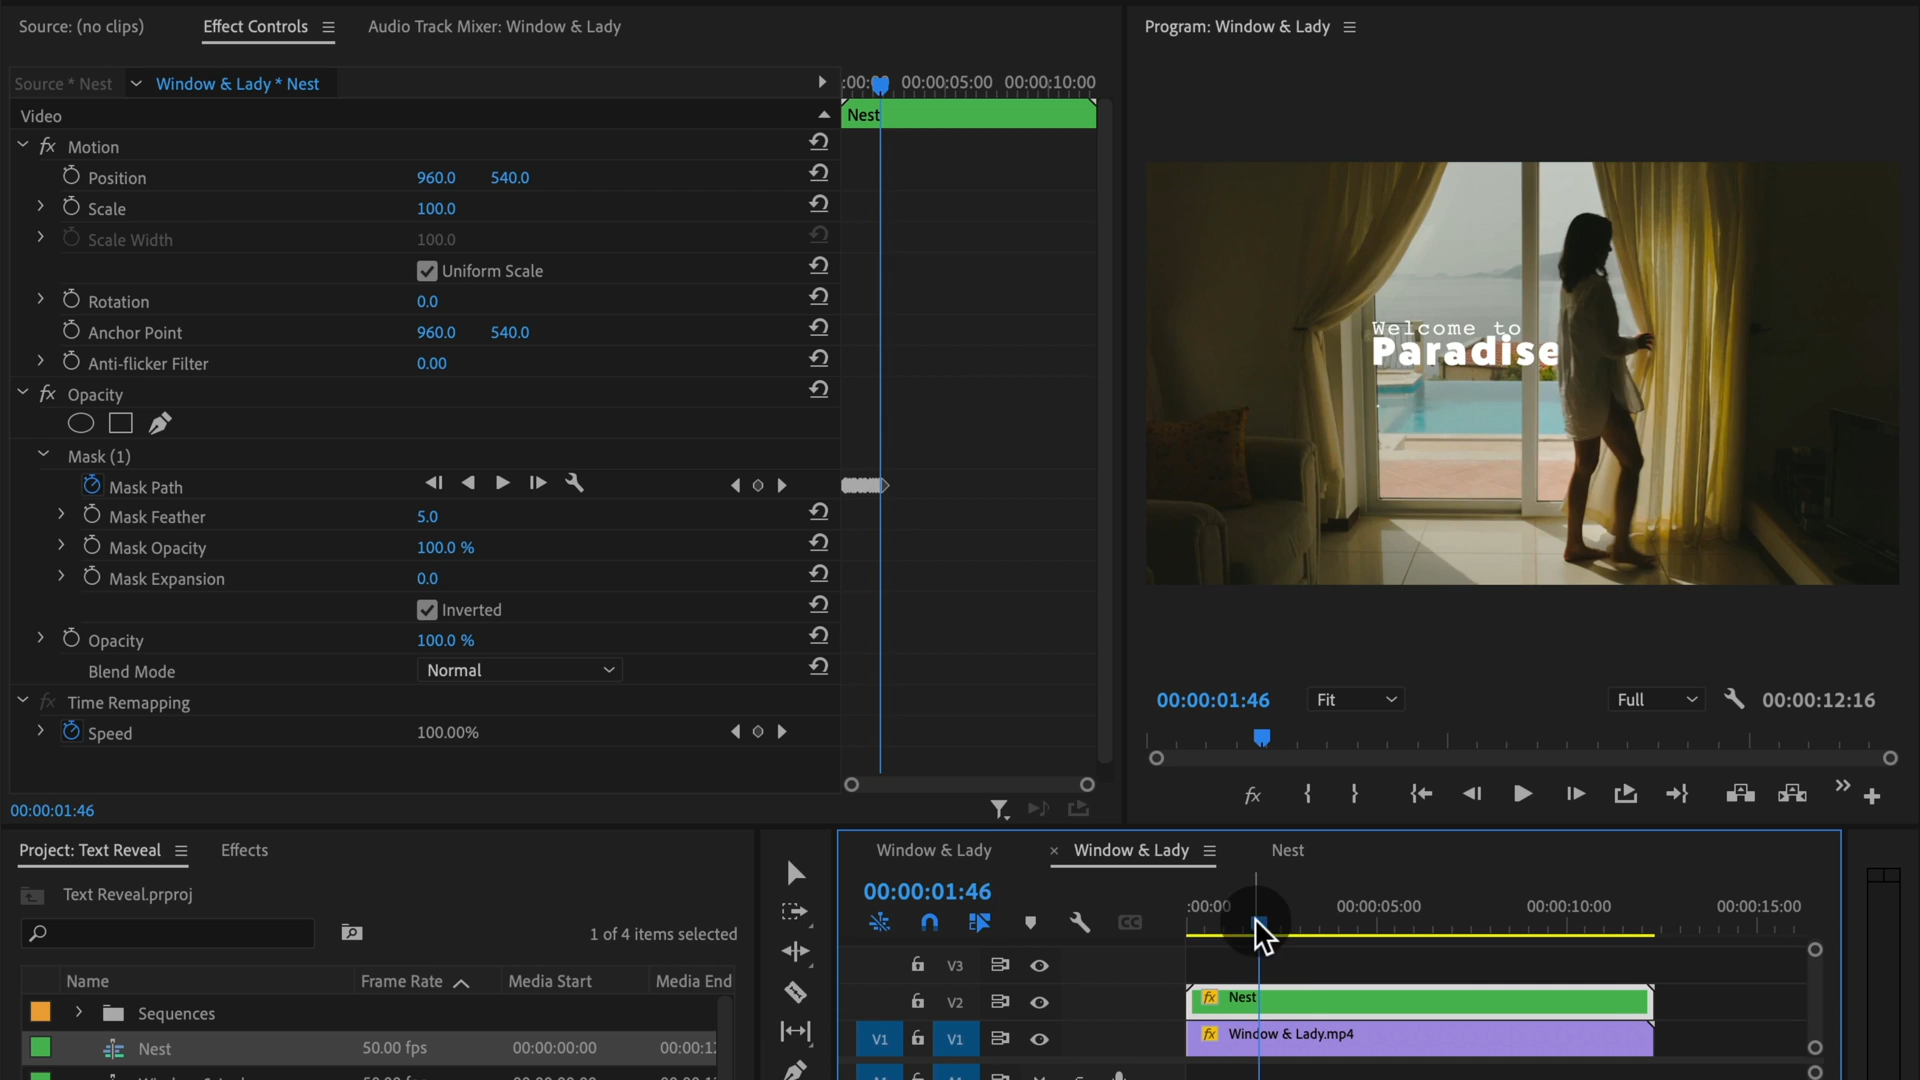 Source: (no clips)
Effect Controls
Audio Track Mixer: Window & Lady
Program: Window & Lady
Source * Nest
Window & Lady * Nest
00:00:05:00
00:00:10:00
Video
Nest
fx Motion
Position 960.0 540.0
Scale 100.0
Scale Width 100.0
Uniform Scale
Rotation 0.0
Anchor Point 960.0 540.0
Anti-flicker Filter 0.00
fx Opacity
Mask (1)
Mask Path
Mask Feather 5.0
Mask Opacity 100.0 %
Mask Expansion 0.0
Inverted
Opacity 100.0 %
Blend Mode Normal
fx Time Remapping
Speed 100.00%
00:00:01:46
Welcome to
Paradise
00:00:01:46 Fit Full 00:00:12:16
fx
Project: Text Reveal
Effects
Text Reveal.prproj
1 of 4 items selected
Name Frame Rate Media Start Media End
Sequences
Nest 50.00 fps 00:00:00:00 00:00:1
Window & Lady
Window & Lady
Nest
00:00:01:46
:00:00 00:00:05:00 00:00:10:00 00:00:15:00
CC
V3
V2
fx Nest
V1 V1
fx Window & Lady.mp4